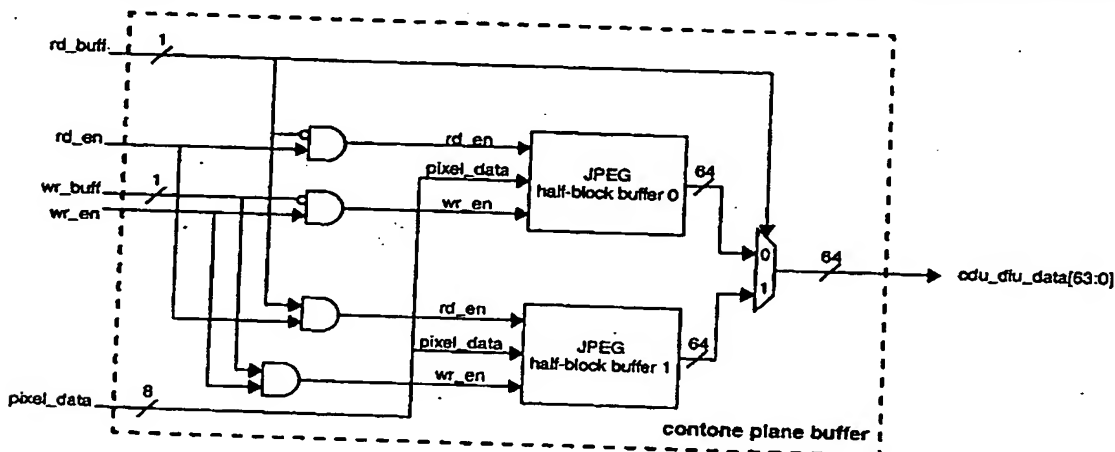 rd_buff
1
rd_en
rd_en
pixel_data
JPEG
half-block buffer 0
64
wr_buff
1
wr_en
wr_en
0
1
64
cdu_diu_data[63:0]
rd_en
pixel_data
JPEG
half-block buffer 1
64
wr_en
pixel_data
8
contone plane buffer